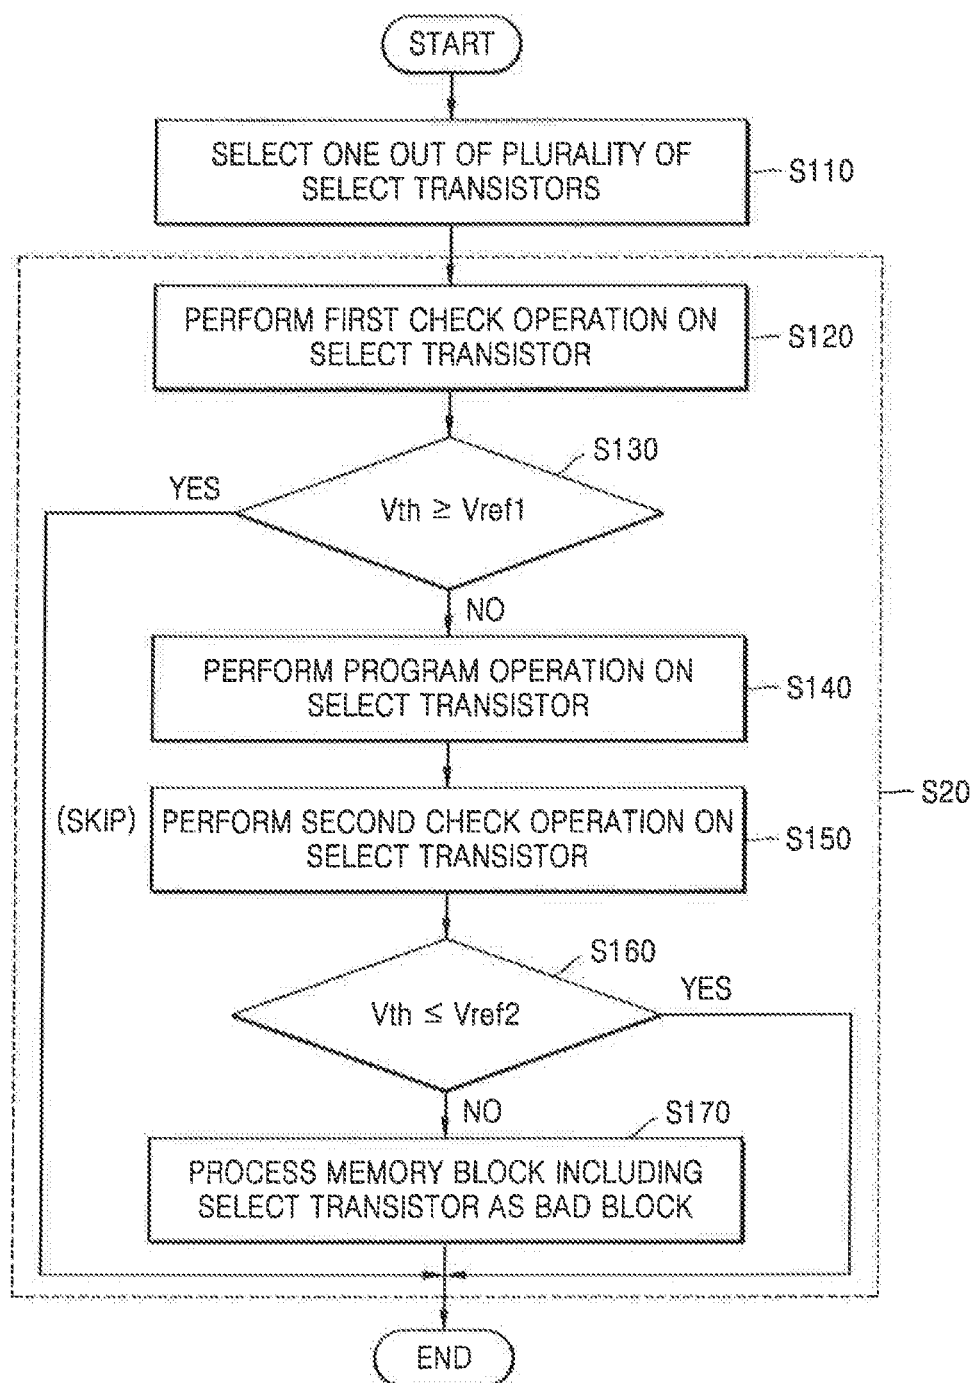 START
SELECT ONE OUT OF PLURALITY OF
SELECT TRANSISTORS
S110
PERFORM FIRST CHECK OPERATION ON
SELECT TRANSISTOR
S120
S130
YES
Vth ≥ Vref1
NO
PERFORM PROGRAM OPERATION ON
SELECT TRANSISTOR
S140
S20
(SKIP)
PERFORM SECOND CHECK OPERATION ON
SELECT TRANSISTOR
S150
S160
YES
Vth ≤ Vref2
NO
S170
PROCESS MEMORY BLOCK INCLUDING
SELECT TRANSISTOR AS BAD BLOCK
END